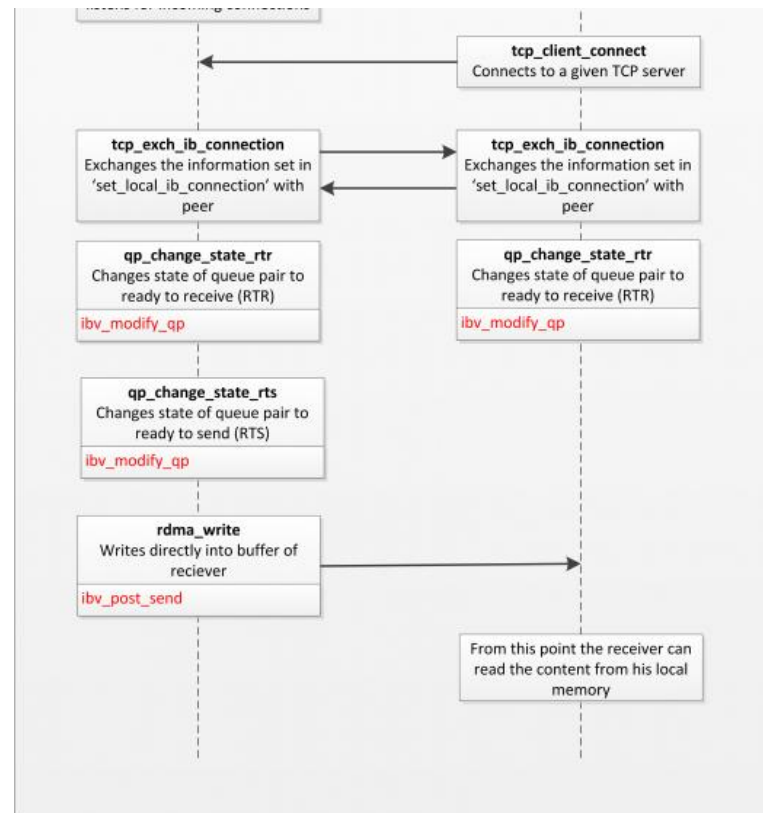 listens for incoming connections
tcp_client_connect
Connects to a given TCP server
tcp_exch_ib_connection
Exchanges the information set in
‘set_local_ib_connection’ with
peer
tcp_exch_ib_connection
Exchanges the information set in
‘set_local_ib_connection’ with
peer
qp_change_state_rtr
Changes state of queue pair to
ready to receive (RTR)
ibv_modify_qp
qp_change_state_rtr
Changes state of queue pair to
ready to receive (RTR)
ibv_modify_qp
qp_change_state_rts
Changes state of queue pair to
ready to send (RTS)
ibv_modify_qp
rdma_write
Writes directly into buffer of
reciever
ibv_post_send
From this point the receiver can
read the content from his local
memory